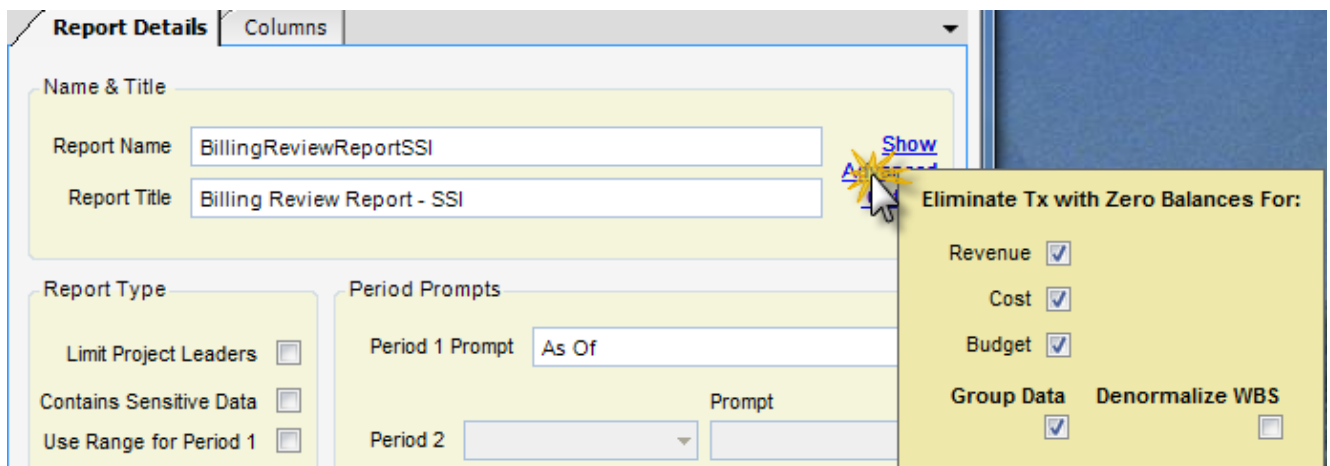 Report Details
Columns
Name & Title
Report Name
BillingReviewReportSSI
Show
Report Title
Billing Review Report - SSI
Eliminate Tx with Zero Balances For:
Revenue
Cost
Budget
Group Data
Denormalize WBS
Report Type
Limit Project Leaders
Contains Sensitive Data
Use Range for Period 1
Period Prompts
Period 1 Prompt
As Of
Prompt
Period 2